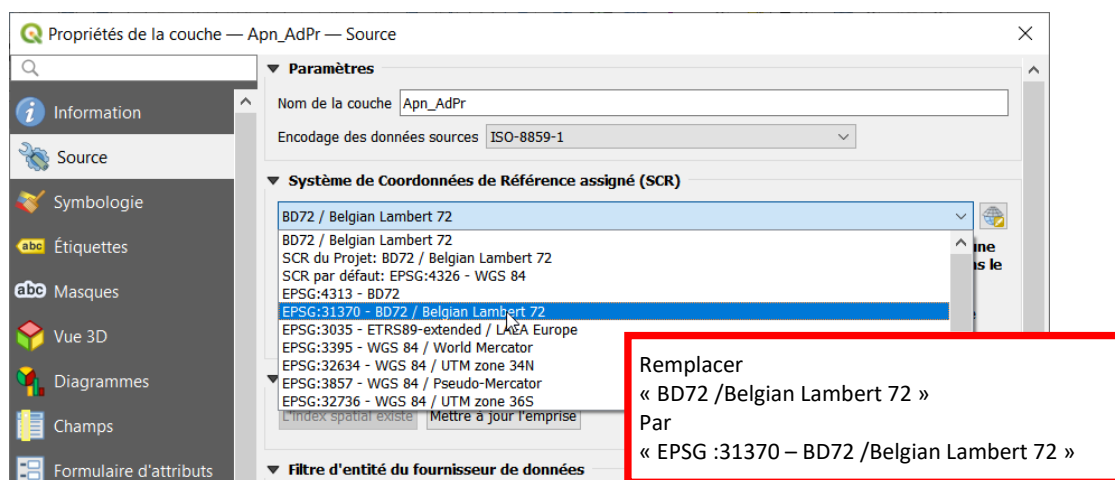 Propriétés de la couche — Apn_AdPr — Source
Information
Source
Symbologie
abc Étiquettes
abc Masques
Vue 3D
Diagrammes
Champs
Formulaire d'attributs
Paramètres
Nom de la couche Apn_AdPr
Encodage des données sources ISO-8859-1
Système de Coordonnées de Référence assigné (SCR)
BD72 / Belgian Lambert 72
BD72 / Belgian Lambert 72
SCR du Projet: BD72 / Belgian Lambert 72
SCR par défaut: EPSG:4326 - WGS 84
EPSG:4313 - BD72
EPSG:31370 - BD72 / Belgian Lambert 72
EPSG:3035 - ETRS89-extended / LAEA Europe
EPSG:3395 - WGS 84 / World Mercator
EPSG:32634 - WGS 84 / UTM zone 34N
EPSG:3857 - WGS 84 / Pseudo-Mercator
EPSG:32736 - WGS 84 / UTM zone 36S
L'index spatial existe Mettre à jour l'emprise
Filtre d'entité du fournisseur de données
Remplacer
« BD72 /Belgian Lambert 72 »
Par
« EPSG :31370 – BD72 /Belgian Lambert 72 »